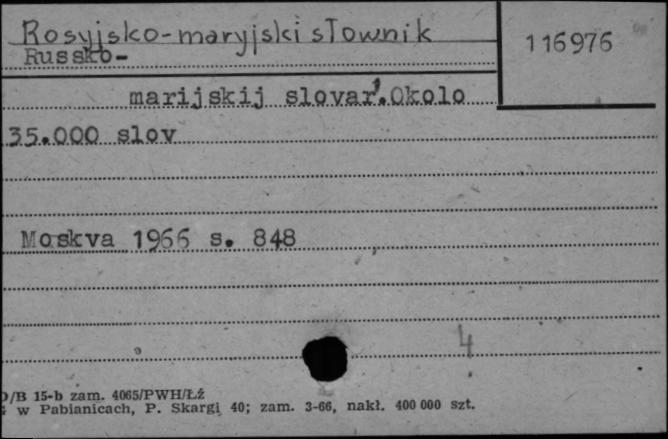 Rosyjsko-maryjski słownik
116976
Russko-
marijskij slovar'.Okolo
35.000 slov
Moskva 1966 s. 848
4
/B 15-b zam. 4065/PWH/Łż
w Pabianicach, P. Skargi 40; zam. 3-66, nakł. 400 000 szt.